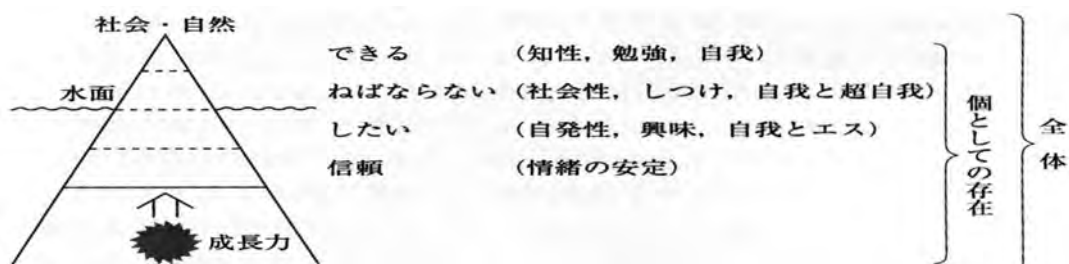 社会・自然
できる (知性,勉強,自我)
水面
ねばならない (社会性,しつけ,自我と超自我)
したい (自発性,興味,自我とエス)
信頼 (情緒の安定)
成長力
個としての存在
全体